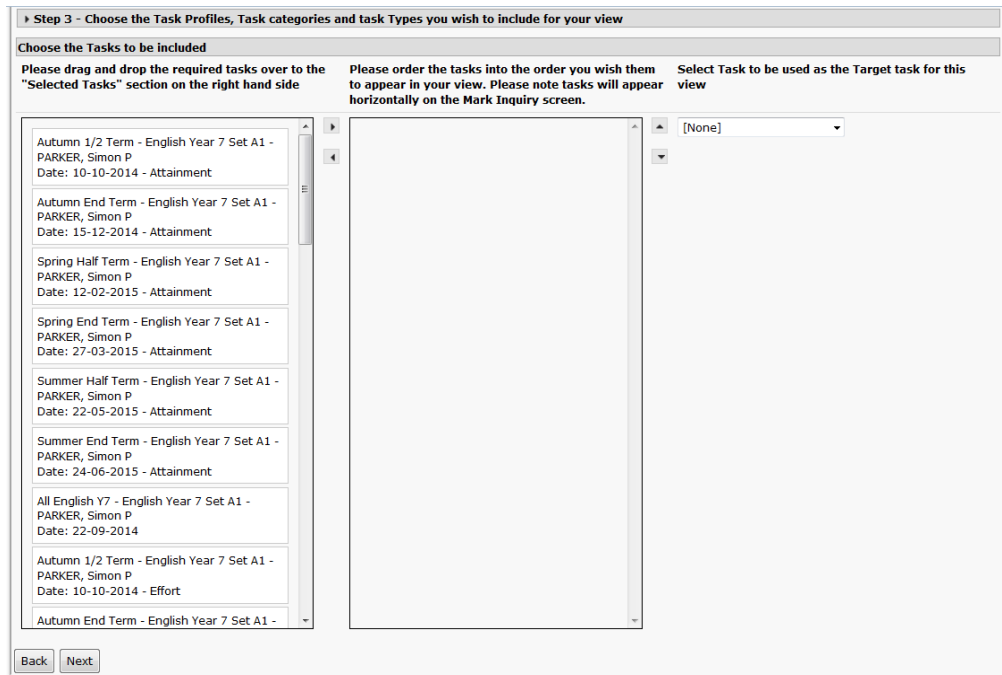 Step 3 - Choose the Task Profiles, Task categories and task Types you wish to include for your view
Choose the Tasks to be included
Please drag and drop the required tasks over to the
"Selected Tasks" section on the right hand side
Please order the tasks into the order you wish them
to appear in your view. Please note tasks will appear
horizontally on the Mark Inquiry screen.
Select Task to be used as the Target task for this
view
Autumn 1/2 Term - English Year 7 Set A1 -
PARKER, Simon P
Date: 10-10-2014 - Attainment
Autumn End Term - English Year 7 Set A1 -
PARKER, Simon P
Date: 15-12-2014 - Attainment
Spring Half Term - English Year 7 Set A1 -
PARKER, Simon P
Date: 12-02-2015 - Attainment
Spring End Term - English Year 7 Set A1 -
PARKER, Simon P
Date: 27-03-2015 - Attainment
Summer Half Term - English Year 7 Set A1 -
PARKER, Simon P
Date: 22-05-2015 - Attainment
Summer End Term - English Year 7 Set A1 -
PARKER, Simon P
Date: 24-06-2015 - Attainment
All English Y7 - English Year 7 Set A1 -
PARKER, Simon P
Date: 22-09-2014
Autumn 1/2 Term - English Year 7 Set A1 -
PARKER, Simon P
Date: 10-10-2014 - Effort
Autumn End Term - English Year 7 Set A1 -
[None]
Back
Next